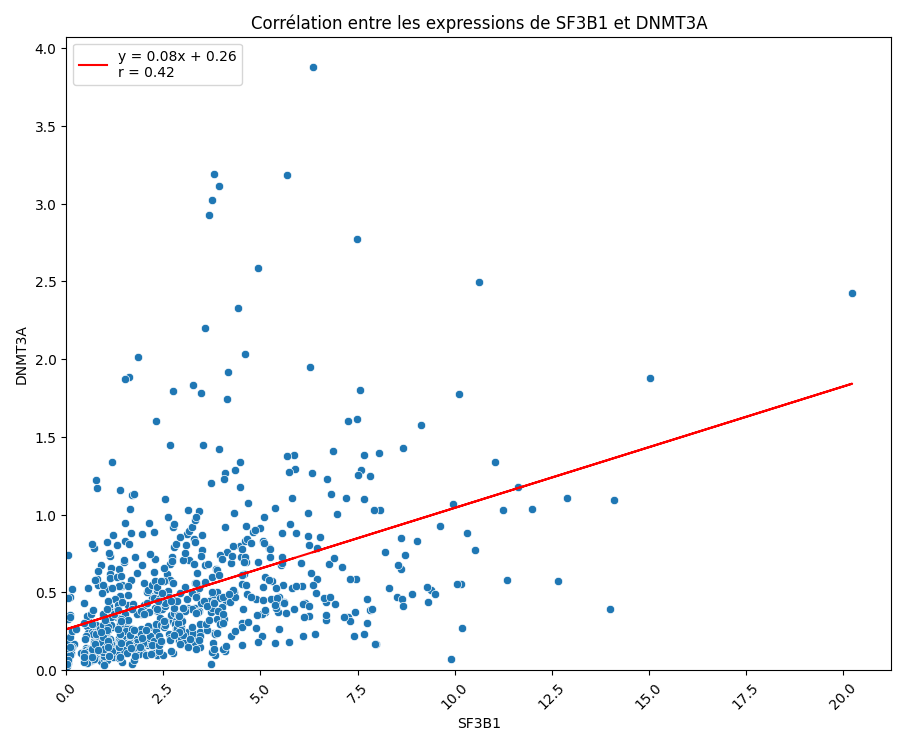 Corrélation entre les expressions de SF3B1 et DNMT3A
y = 0.08x + 0.26
r = 0.42
4.0
3.5
3.0
2.5
2.0
1.5
1.0
0.5
0.0
DNMT3A
0.0 2.5 5.0 7.5 10.0 12.5 15.0 17.5 20.0
SF3B1